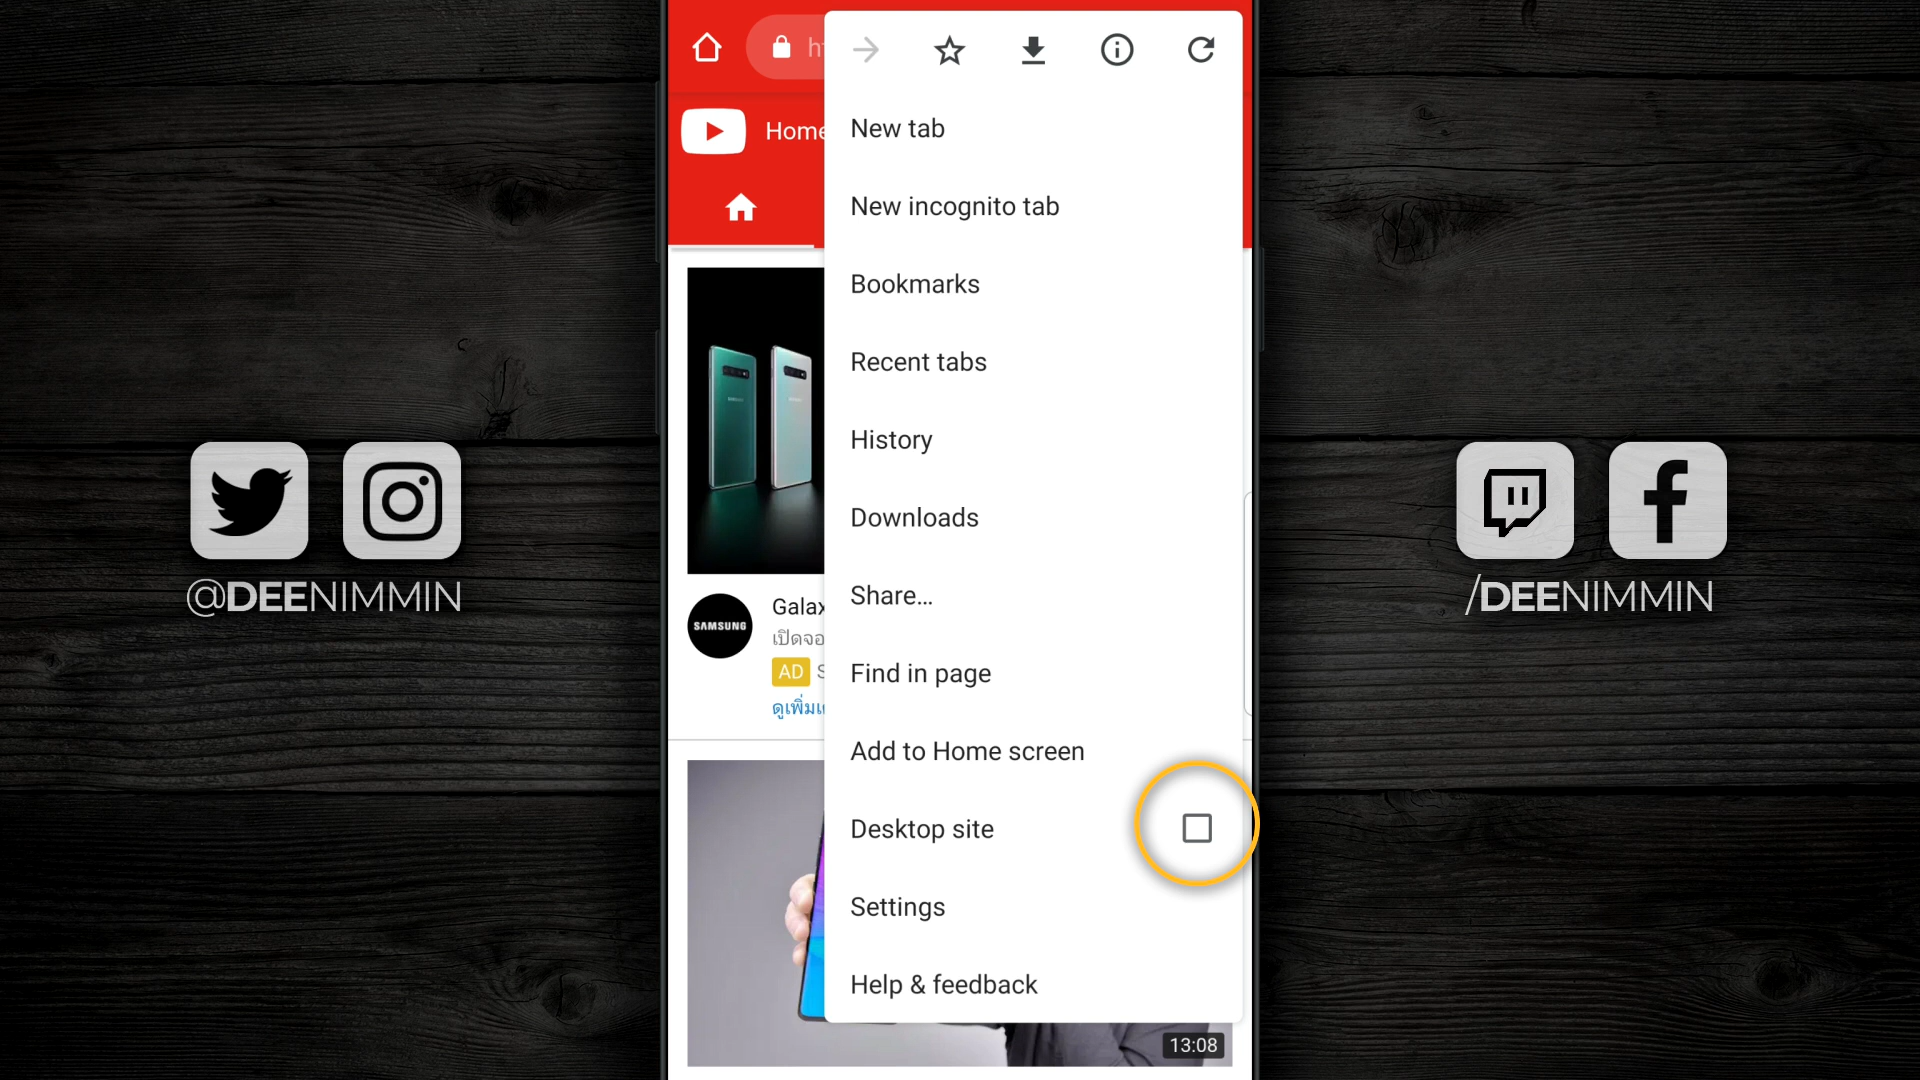 New tab
New incognito tab
Bookmarks
Recent tabs
History
Downloads
Share...
Find in page
Add to Home screen
Desktop site
Settings
Help & feedback
Home
SAMSUNG
AD
13:08
@DEENIMMIN
/DEENIMMIN